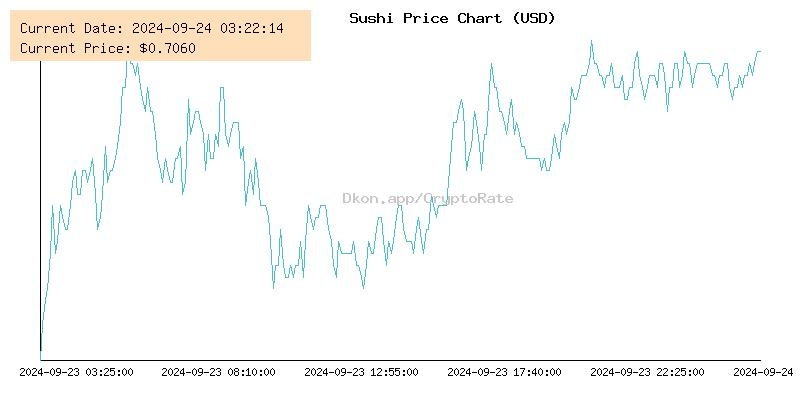 Sushi Price Chart (USD)
Current Date: 2024-09-24 03:22:14
Current Price: $0.7060
Dkon.app/CryptoRate
2024-09-23 03:25:00 2024-09-23 08:10:00 2024-09-23 12:55:00 2024-09-23 17:40:00 2024-09-23 22:25:00 2024-09-24